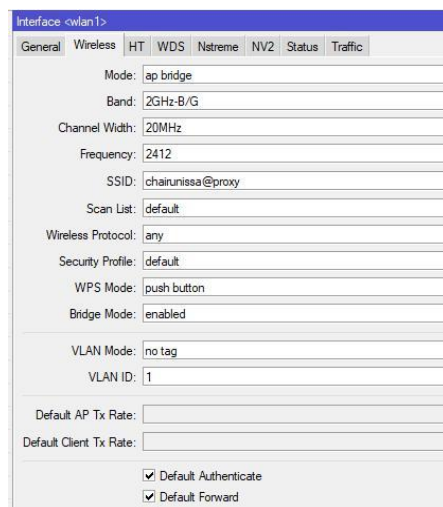 Interface <wlan1>
General Wireless HT WDS Nstreme NV2 Status Traffic
Mode: ap bridge
Band: 2GHz-B/G
Channel Width: 20MHz
Frequency: 2412
SSID: chairunissa@proxy
Scan List: default
Wireless Protocol: any
Security Profile: default
WPS Mode: push button
Bridge Mode: enabled
VLAN Mode: no tag
VLAN ID: 1
Default AP Tx Rate:
Default Client Tx Rate:
Default Authenticate
Default Forward